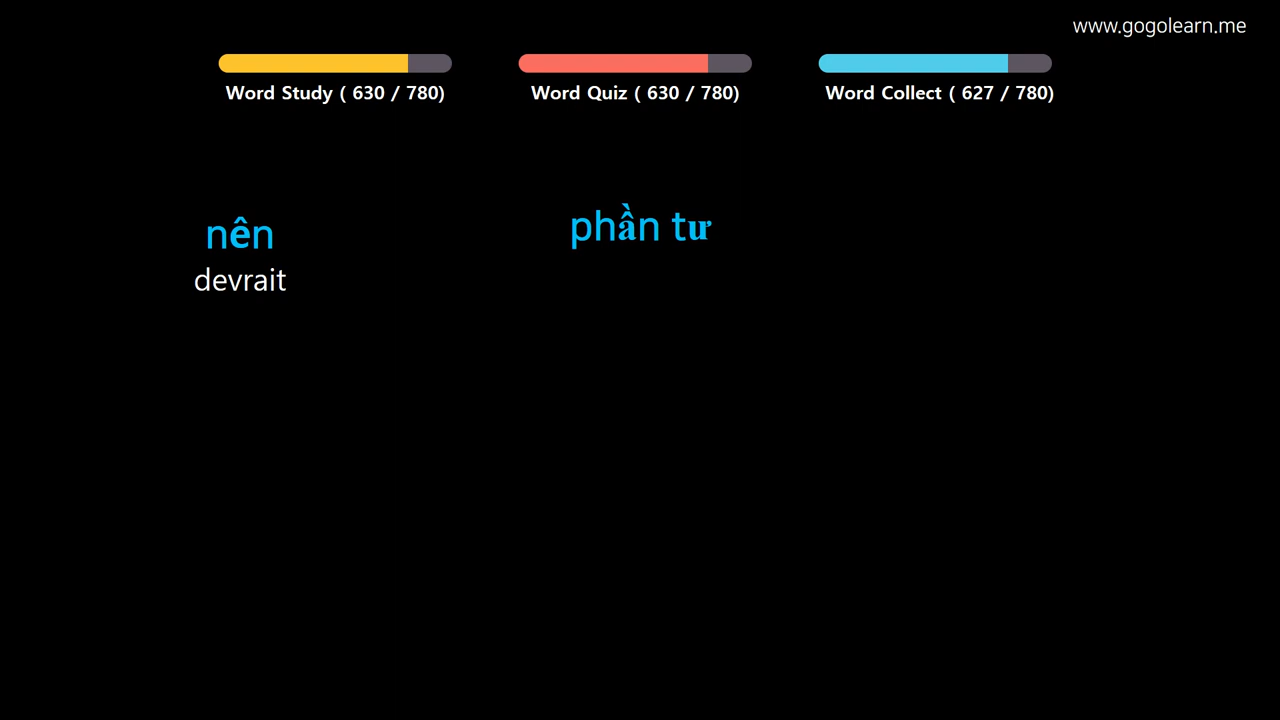 www.gogolearn.me
Word Study ( 630 / 780)
Word Quiz ( 630 / 780)
Word Collect ( 627 / 780)
nên
devrait
phần tư